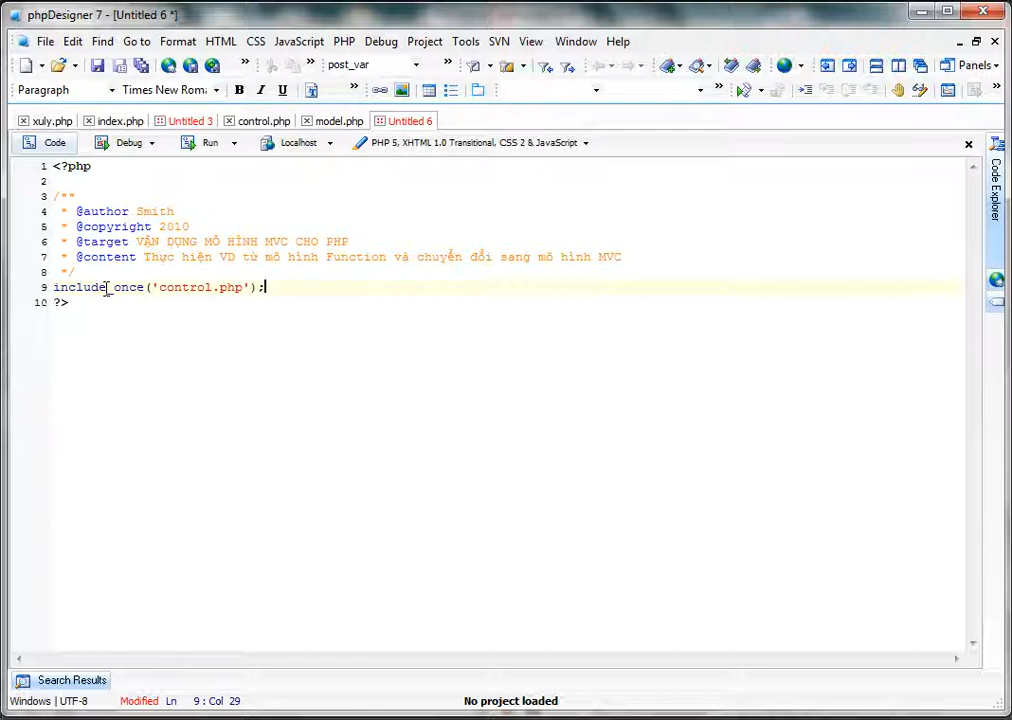 phpDesigner 7 - [Untitled 6 *]
File Edit Find Go to Format HTML CSS JavaScript PHP Debug Project Tools SVN View Window Help
post_var
Panels
Paragraph Times New Roma B I U
xuly.php index.php Untitled 3 control.php model.php Untitled 6
Code Debug Run Localhost PHP 5, XHTML 1.0 Transitional, CSS 2 & JavaScript
1 <?php
2
3 /**
4 * @author Smith
5 * @copyright 2010
6 * @target VẬN DỤNG MÔ HÌNH MVC CHO PHP
7 * @content Thực hiện VD từ mô hình Function và chuyển đổi sang mô hình MVC
8 */
9 include_once('control.php');
10 ?>
Code Explorer
Search Results
Windows | UTF-8 Modified Ln 9 : Col 29 No project loaded